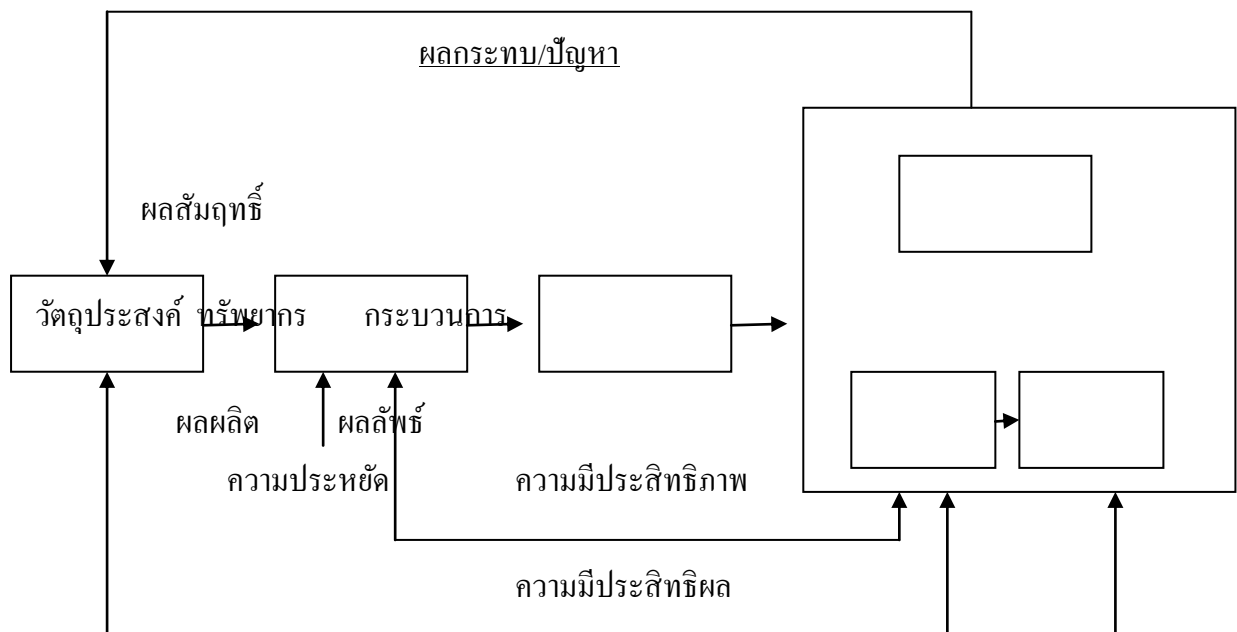 ผลกระทบ/ปัญหา
ผลสัมฤทธิ์
วัตถุประสงค์ ทรัพยากร กระบวนการ
ผลผลิต ผลลัพธ์
ความประหยัด ความมีประสิทธิภาพ
ความมีประสิทธิผล